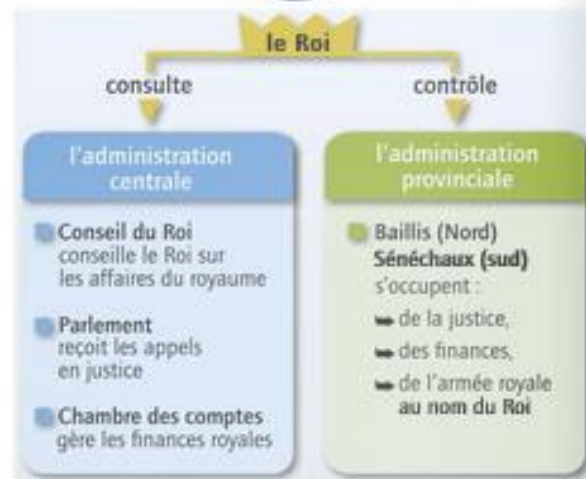 le Roi
consulte
contrôle
l'administration
centrale
Conseil du Roi
conseille le Roi sur
les affaires du royaume
Parlement
reçoit les appels
en justice
Chambre des comptes
gère les finances royales
l'administration
provinciale
Baillis (Nord)
Sénéchaux (sud)
s'occupent :
➥ de la justice,
➥ des finances,
➥ de l'armée royale
au nom du Roi